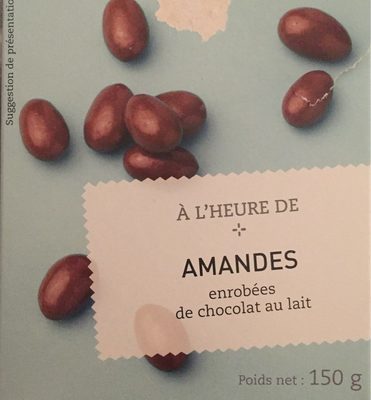 Suggestion de présentation
À L'HEURE DE
AMANDES
enrobées
de chocolat au lait
Poids net : 150 g